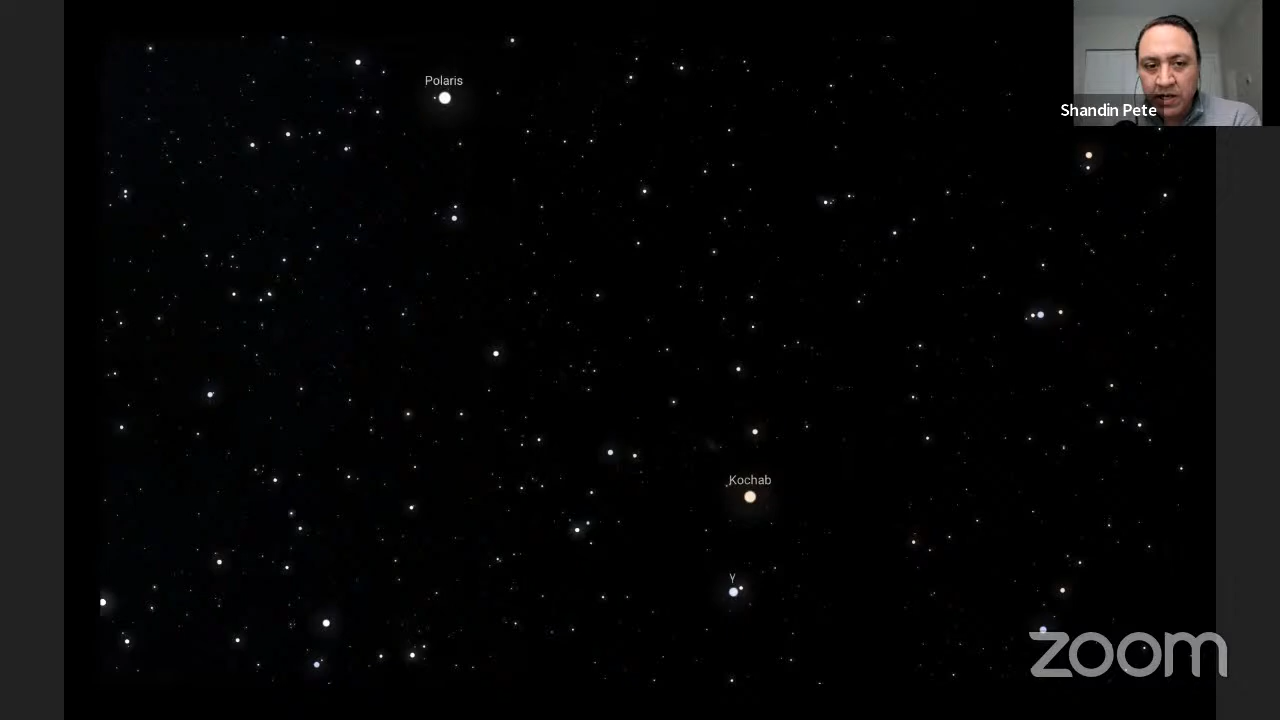 Polaris
Shandin Pete
Kochab
γ
zoom